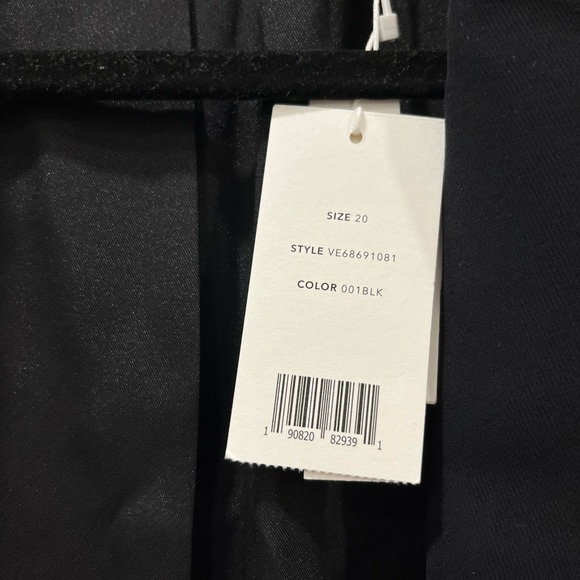 SIZE 20
STYLE VE68691081
COLOR 001BLK
1 90820 82939 1